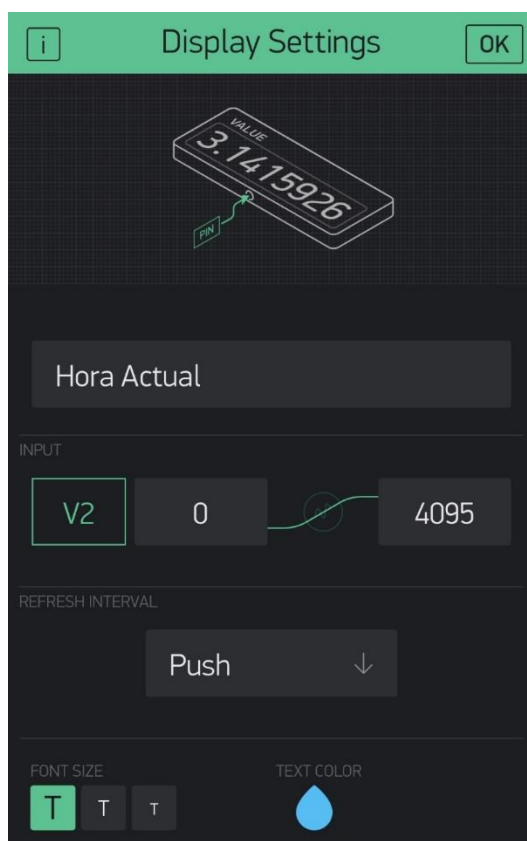 i Display Settings OK
VALUE
3.1415926
PIN
Hora Actual
INPUT
V2 0 4095
REFRESH INTERVAL
Push ↓
FONT SIZE TEXT COLOR
T T T